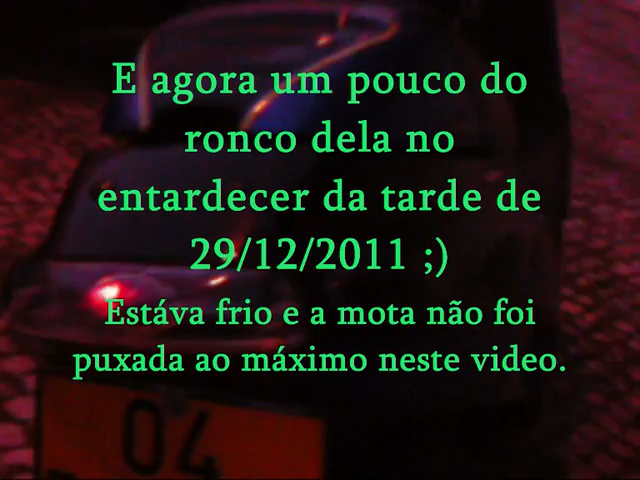 E agora um pouco do
ronco dela no
entardecer da tarde de
29/12/2011 ;)
Estáva frio e a mota não foi
puxada ao máximo neste video.
04